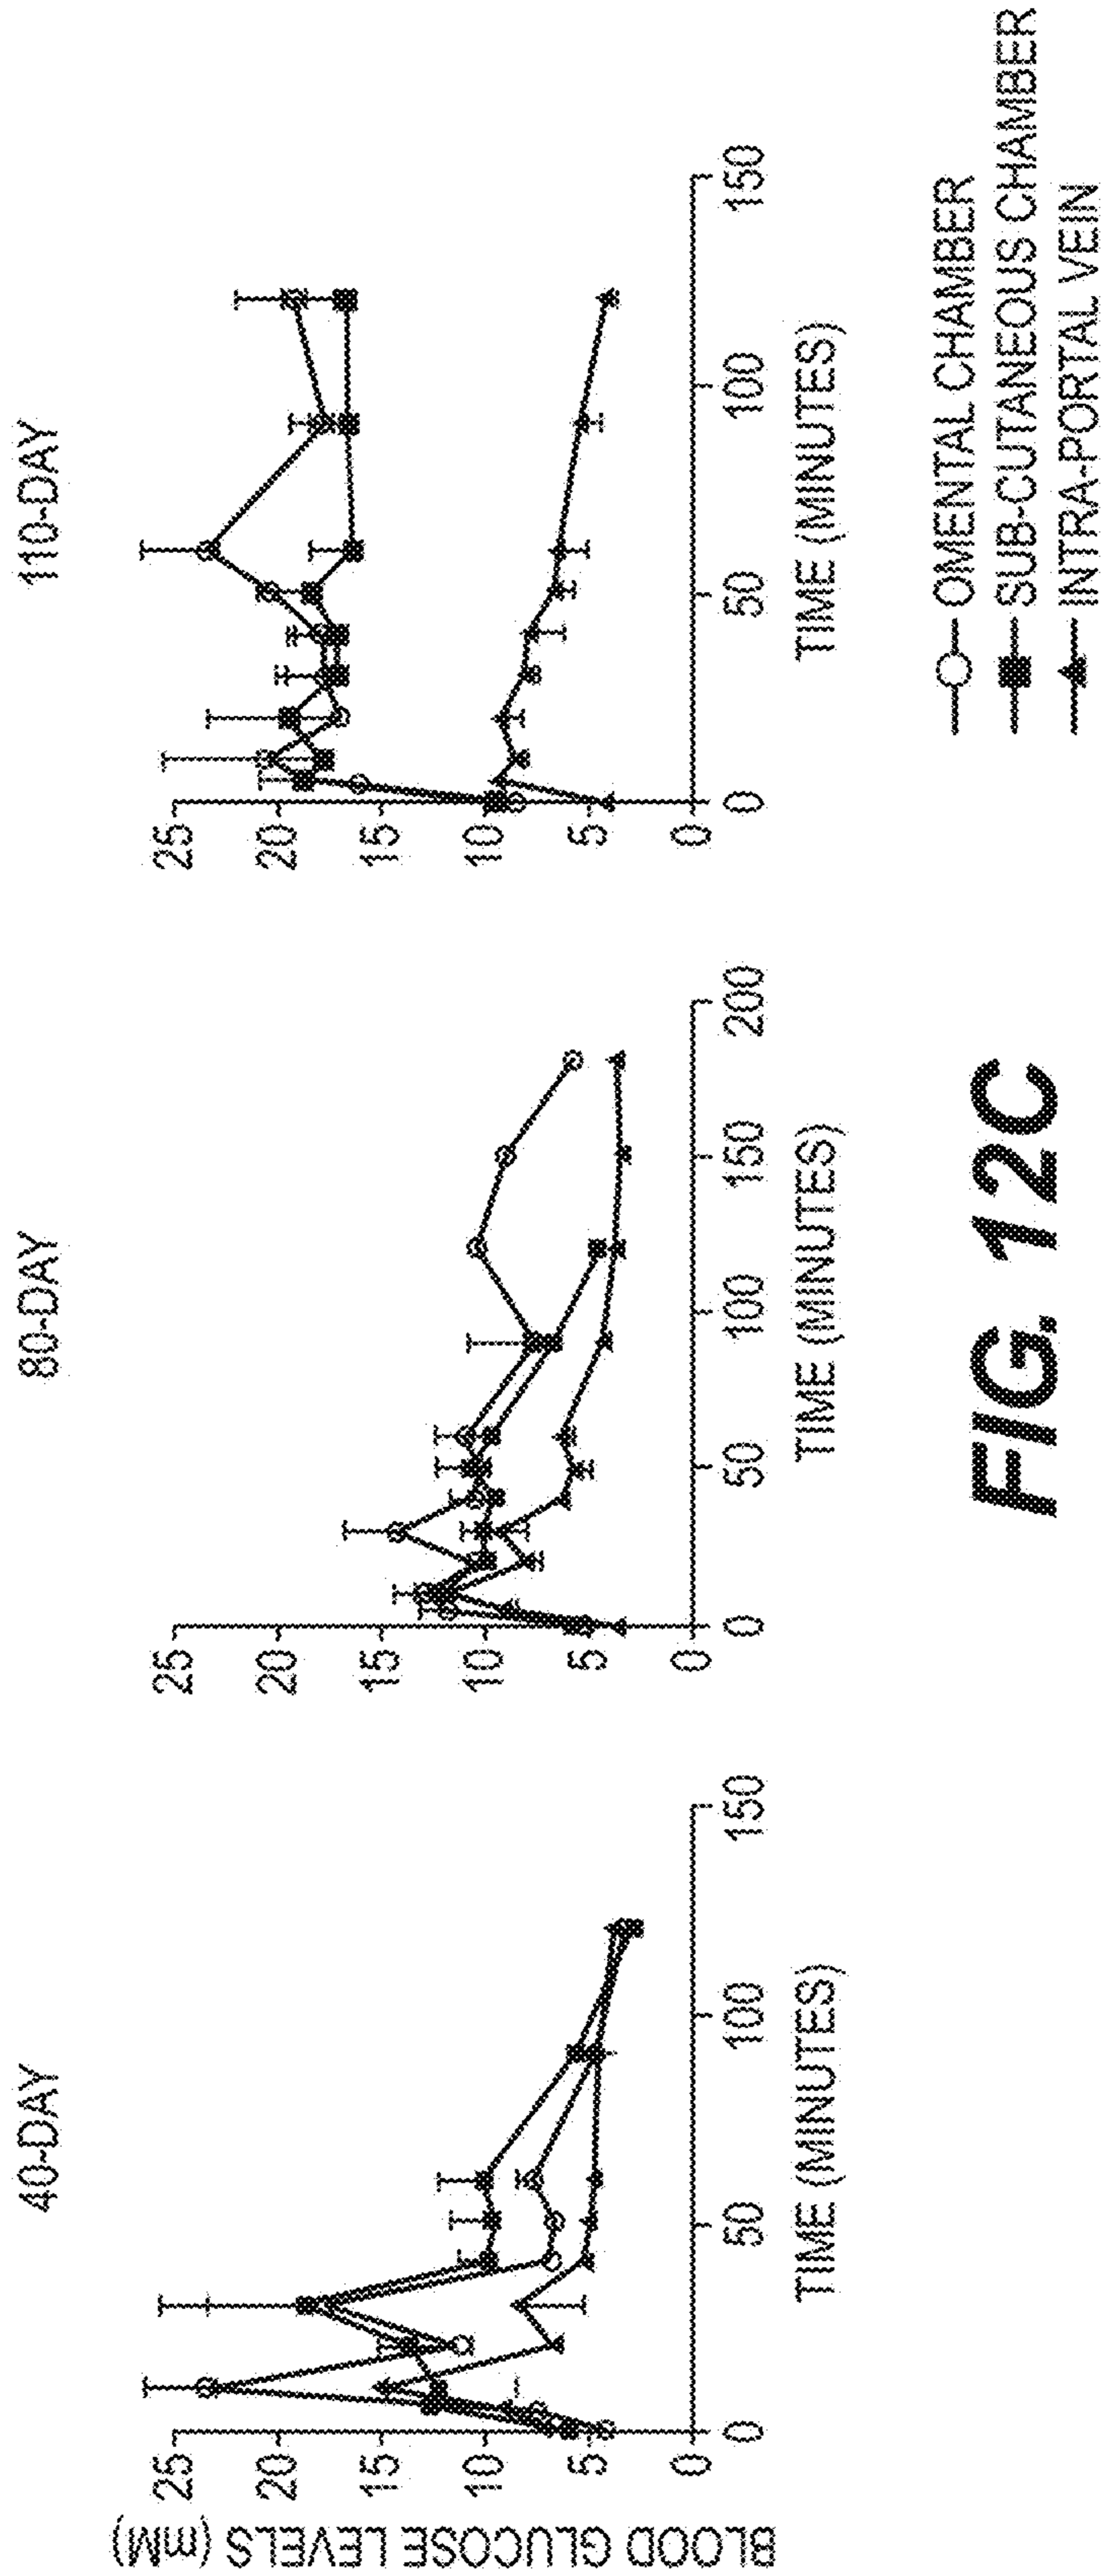 BLOOD GLUCOSE LEVELS (mM)
40-DAY
25
20
15
10
5
0
0
50
100
150
TIME (MINUTES)
80-DAY
25
20
15
10
5
0
0
50
100
150
200
TIME (MINUTES)
110-DAY
25
20
15
10
5
0
0
50
100
150
TIME (MINUTES)
OMENTAL CHAMBER
SUB-CUTANEOUS CHAMBER
INTRA-PORTAL VEIN
FIG. 12C